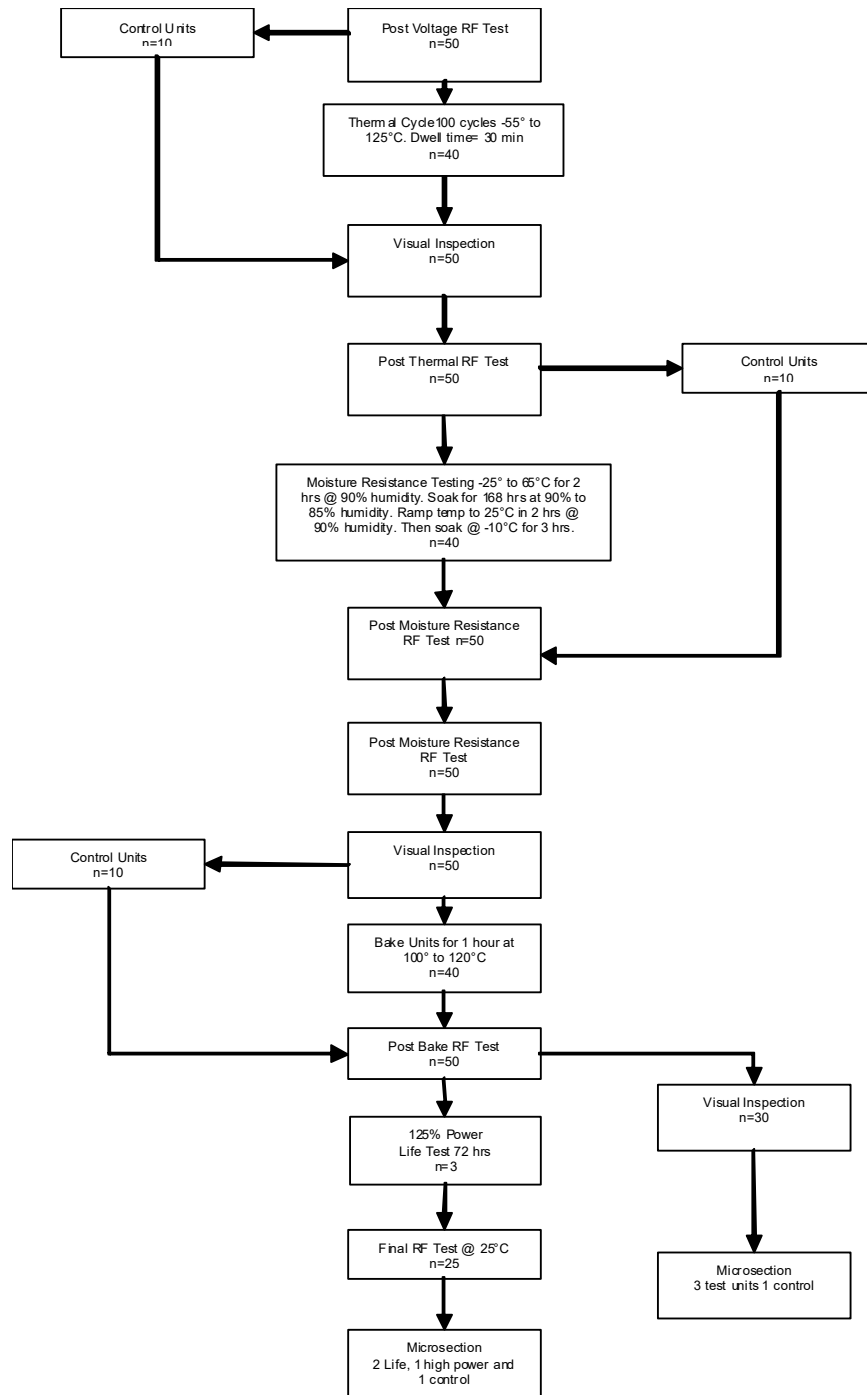 Control Units
n=10
Post Voltage RF Test
n=50
Thermal Cycle100 cycles -55° to
125°C. Dwell time= 30 min
n=40
Visual Inspection
n=50
Post Thermal RF Test
n=50
Control Units
n=10
Moisture Resistance Testing -25° to 65°C for 2
hrs @ 90% humidity. Soak for 168 hrs at 90% to
85% humidity. Ramp temp to 25°C in 2 hrs @
90% humidity. Then soak @ -10°C for 3 hrs.
n=40
Post Moisture Resistance
RF Test n=50
Post Moisture Resistance
RF Test
n=50
Control Units
n=10
Visual Inspection
n=50
Bake Units for 1 hour at
100° to 120°C
n=40
Post Bake RF Test
n=50
Visual Inspection
n=30
125% Power
Life Test 72 hrs
n=3
Final RF Test @ 25°C
n=25
Microsection
3 test units 1 control
Microsection
2 Life, 1 high power and
1 control